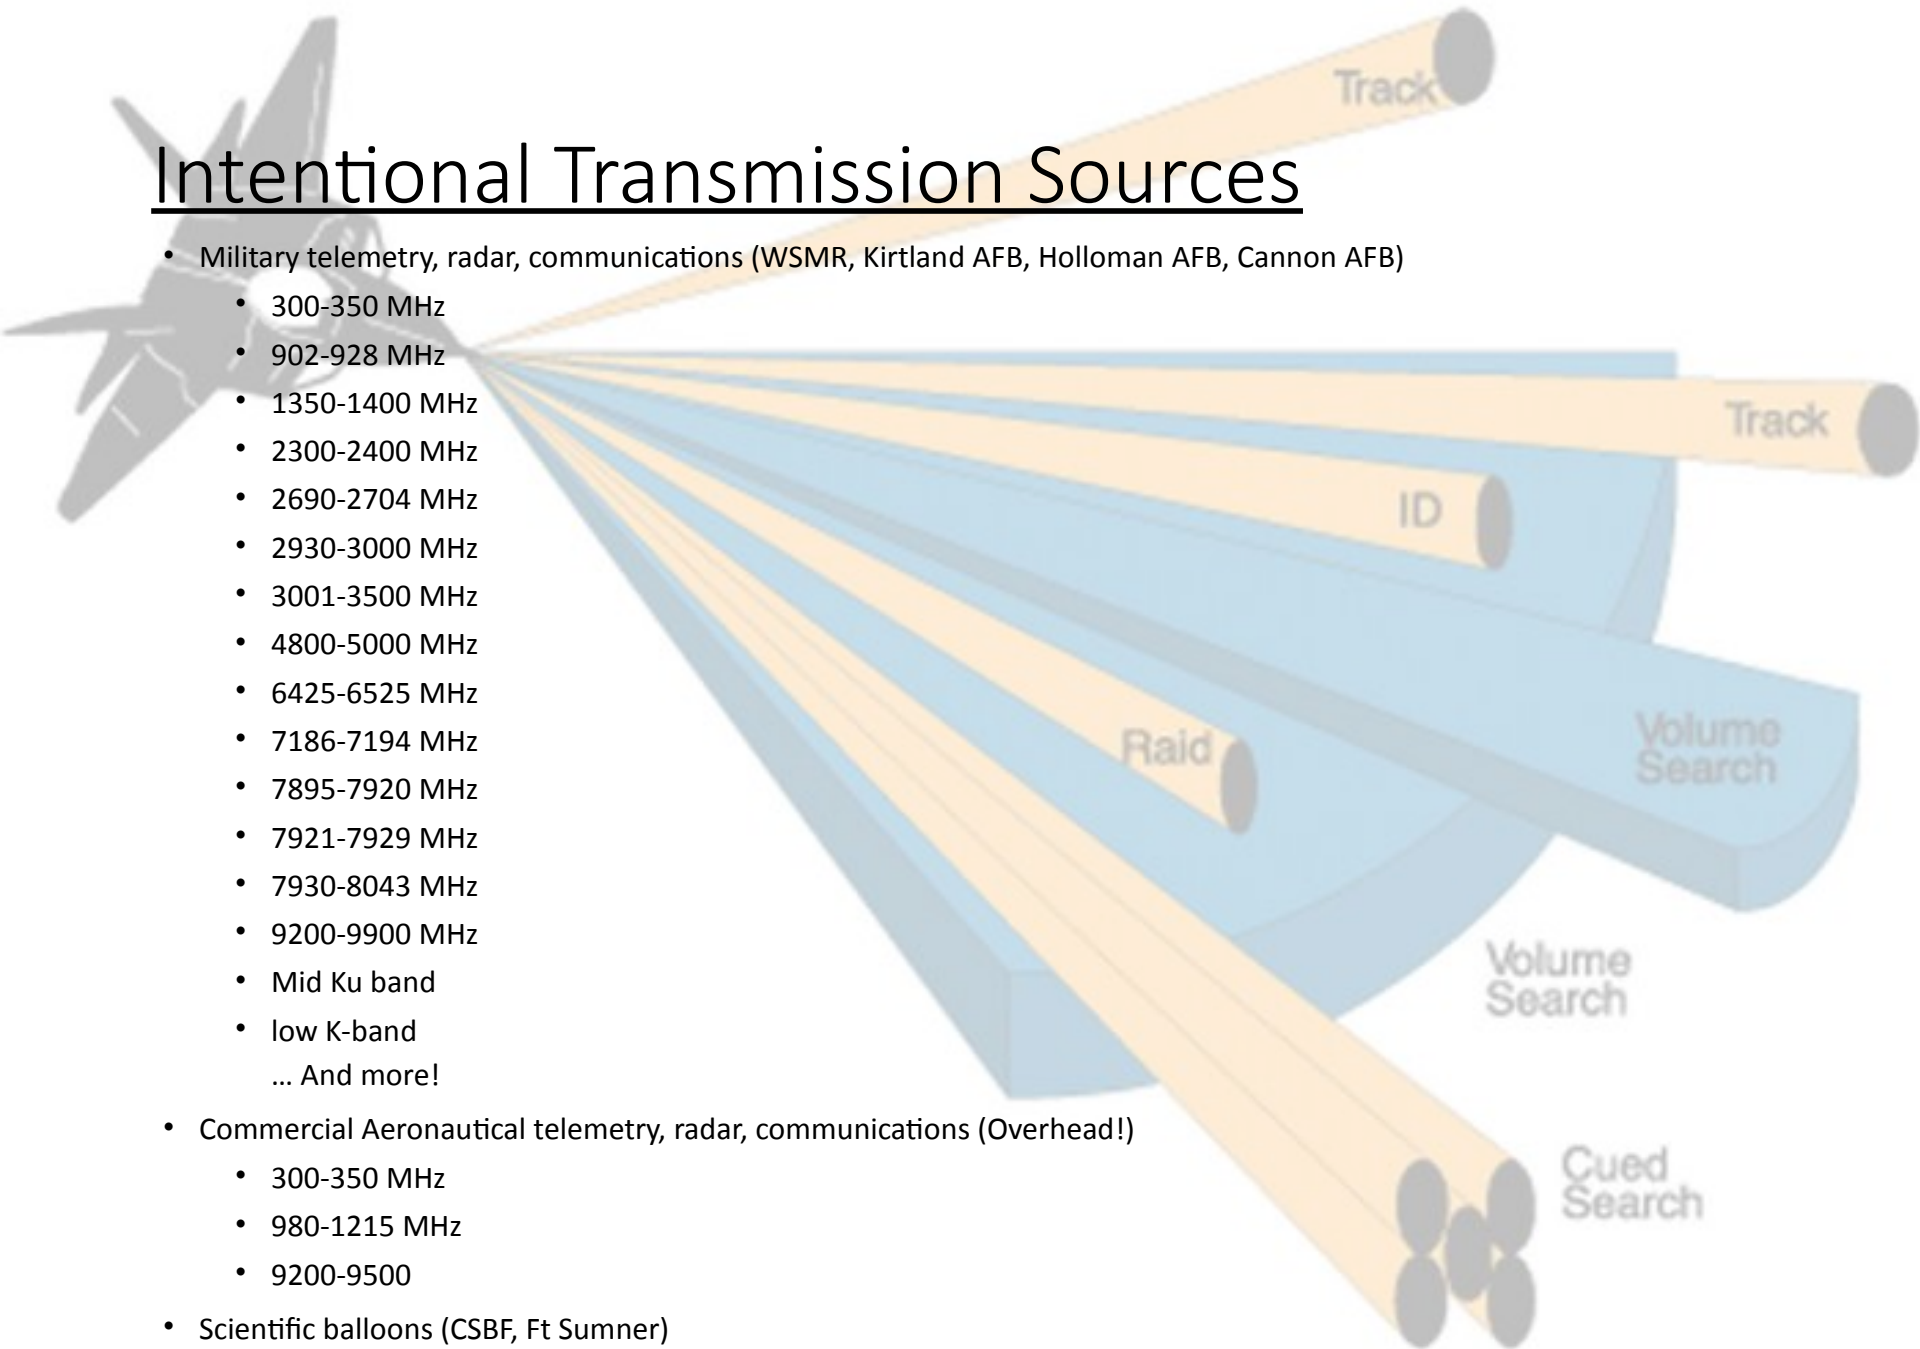 Intentional Transmission Sources
• Military telemetry, radar, communications (WSMR, Kirtland AFB, Holloman AFB, Cannon AFB)
• 300-350 MHz
• 902-928 MHz
• 1350-1400 MHz
• 2300-2400 MHz
• 2690-2704 MHz
• 2930-3000 MHz
• 3001-3500 MHz
• 4800-5000 MHz
• 6425-6525 MHz
• 7186-7194 MHz
• 7895-7920 MHz
• 7921-7929 MHz
• 7930-8043 MHz
• 9200-9900 MHz
• Mid Ku band
• low K-band
... And more!
• Commercial Aeronautical telemetry, radar, communications (Overhead!)
• 300-350 MHz
• 980-1215 MHz
• 9200-9500
• Scientific balloons (CSBF, Ft Sumner)
Track
Track
ID
Raid
Volume
Search
Volume
Search
Cued
Search